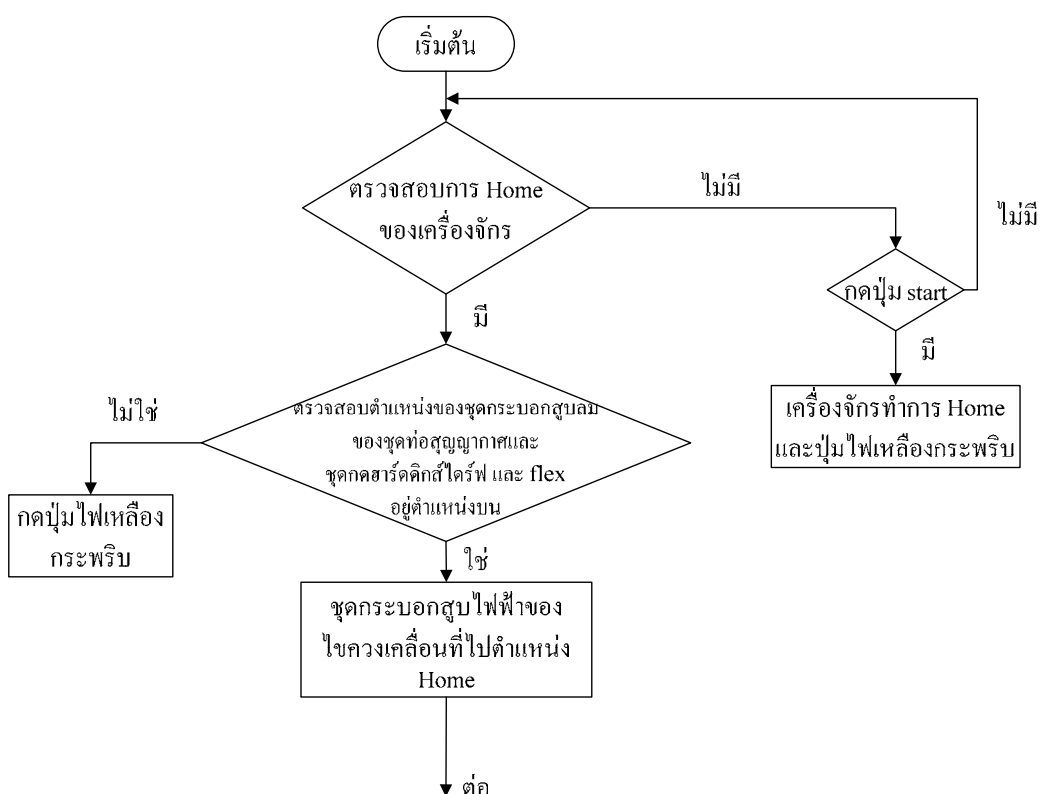 เริ่มต้น
ตรวจสอบการ Home
ของเครื่องจักร
ไม่มี
ไม่มี
กดปุ่ม start
มี
มี
เครื่องจักรทำการ Home
และปุ่มไฟเหลืองกระพริบ
ไม่ใช่
ตรวจสอบตำแหน่งของชุดกระบอกสูบลม
ของชุดท่อสุญญากาศและ
ชุดกดฮาร์ดดิกส์ไดร์ฟ และ flex
อยู่ตำแหน่งบน
กดปุ่มไฟเหลือง
กระพริบ
ใช่
ชุดกระบอกสูบไฟฟ้าของ
ไขควงเคลื่อนที่ไปตำแหน่ง
Home
ต่อ